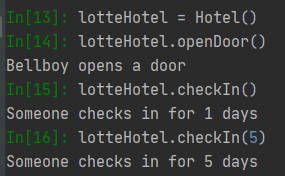 In[13]: lotteHotel = Hotel()
In[14]: lotteHotel.openDoor()
Bellboy opens a door
In[15]: lotteHotel.checkIn()
Someone checks in for 1 days
In[16]: lotteHotel.checkIn(5)
Someone checks in for 5 days